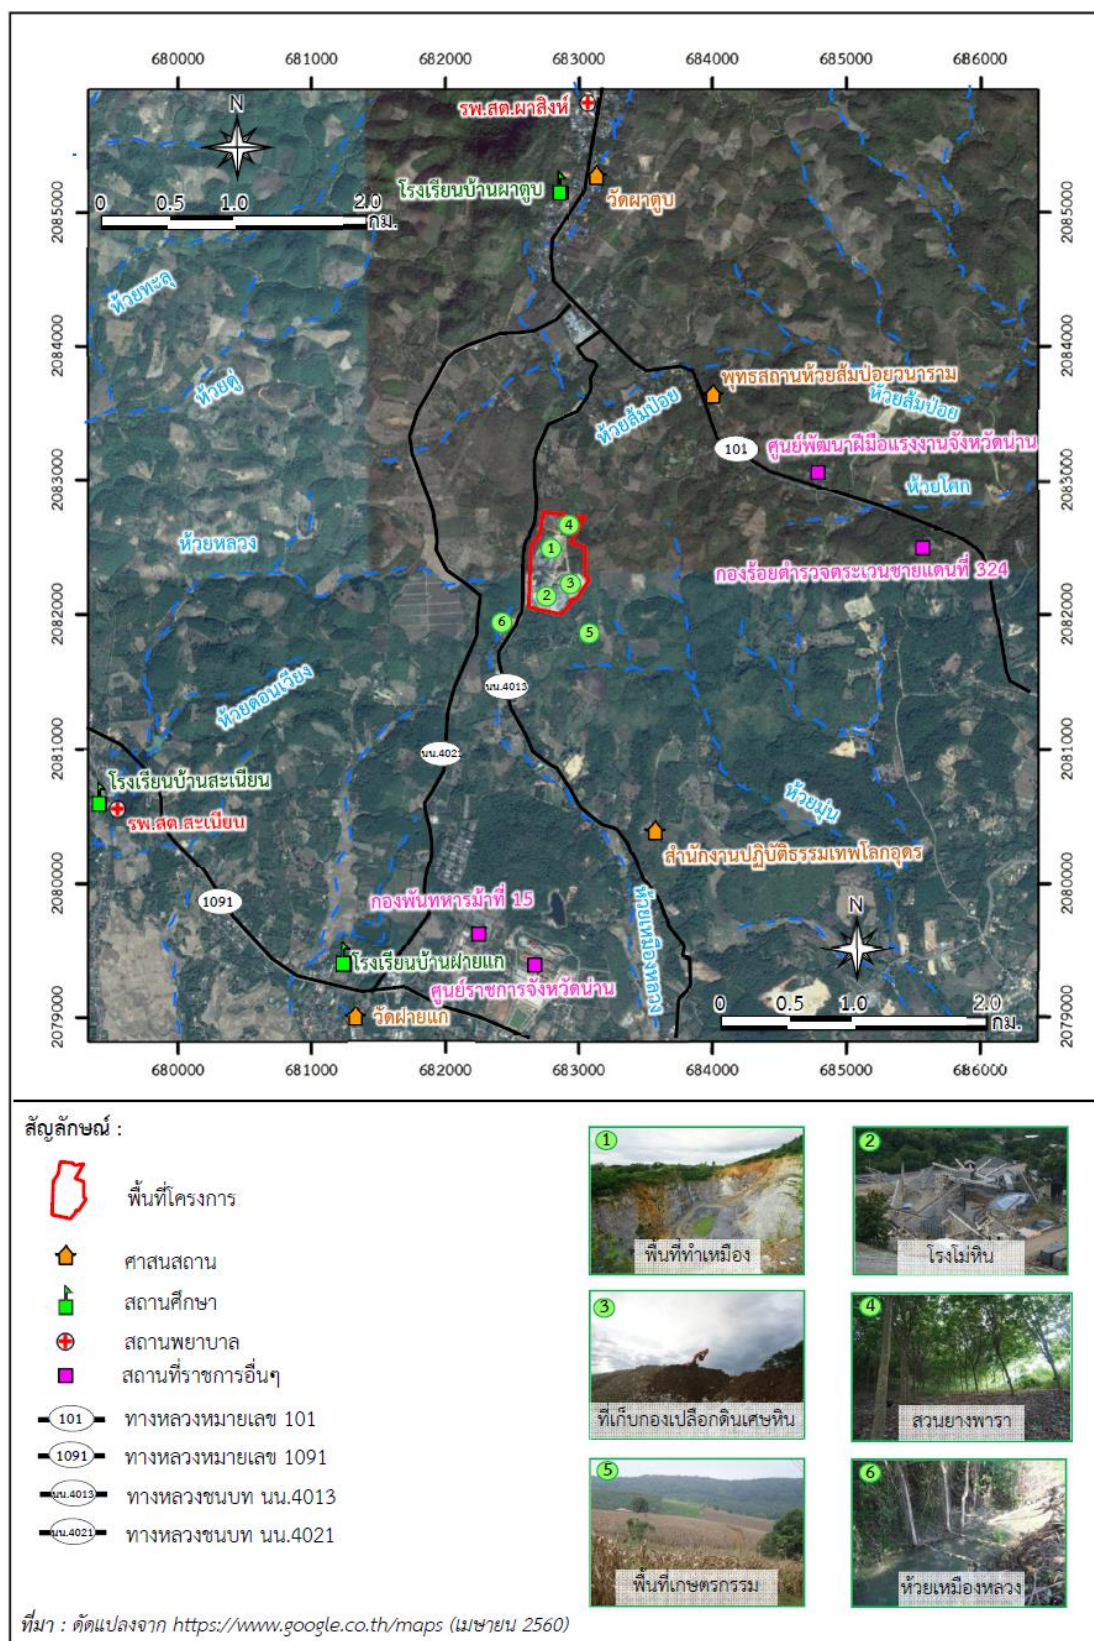 680000 681000 682000 683000 684000 685000 686000
รพ.สต.ผาสิงห์
N
โรงเรียนบ้านผาตูบ
วัดผาตูบ
2085000 2085000
0 0.5 1.0 2.0
กม.
ห้วยทะลุ
2084000 2084000
ห้วยคู่
พุทธสถานห้วยส้มป่อยวนาราม
ห้วยส้มป่อย
ห้วยส้มป่อย
101
ศูนย์พัฒนาฝีมือแรงงานจังหวัดน่าน
2083000 2083000
ห้วยโศก
4
ห้วยหลวง
1
กองร้อยตำรวจตระเวนชายแดนที่ 324
3
2
2082000 2082000
6
5
ห้วยดอนเวียง
นน.4013
2081000 2081000
นน.4021
โรงเรียนบ้านสะเนียน
ห้วยมุ่น
รพ.สต.สะเนียน
สำนักงานปฏิบัติธรรมเทพโลกอุดร
2080000 2080000
1091
กองพันทหารม้าที่ 15
ห้วยเหมืองหลวง
N
โรงเรียนบ้านฝายแก
ศูนย์ราชการจังหวัดน่าน
2079000 2079000
วัดฝายแก
0 0.5 1.0 2.0
กม.
680000 681000 682000 683000 684000 685000 686000
สัญลักษณ์ :
พื้นที่โครงการ
ศาสนสถาน
สถานศึกษา
สถานพยาบาล
สถานที่ราชการอื่นๆ
101 ทางหลวงหมายเลข 101
1091 ทางหลวงหมายเลข 1091
นน.4013 ทางหลวงชนบท นน.4013
นน.4021 ทางหลวงชนบท นน.4021
1
พื้นที่ทำเหมือง
2
โรงโม่หิน
3
ที่เก็บกองเปลือกดินเศษหิน
4
สวนยางพารา
5
พื้นที่เกษตรกรรม
6
ห้วยเหมืองหลวง
ที่มา : ดัดแปลงจาก https://www.google.co.th/maps (เมษายน 2560)